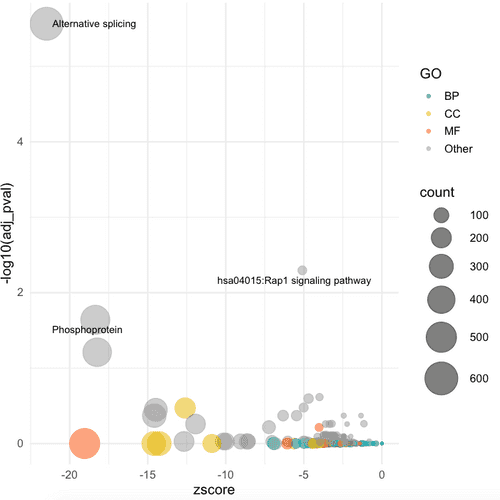 Alternative splicing
GO
BP
CC
MF
Other
4
-log10(adj_pval)
count
100
200
300
400
500
600
hsa04015:Rap1 signaling pathway
2
Phosphoprotein
0
-20
-15
-10
-5
0
zscore